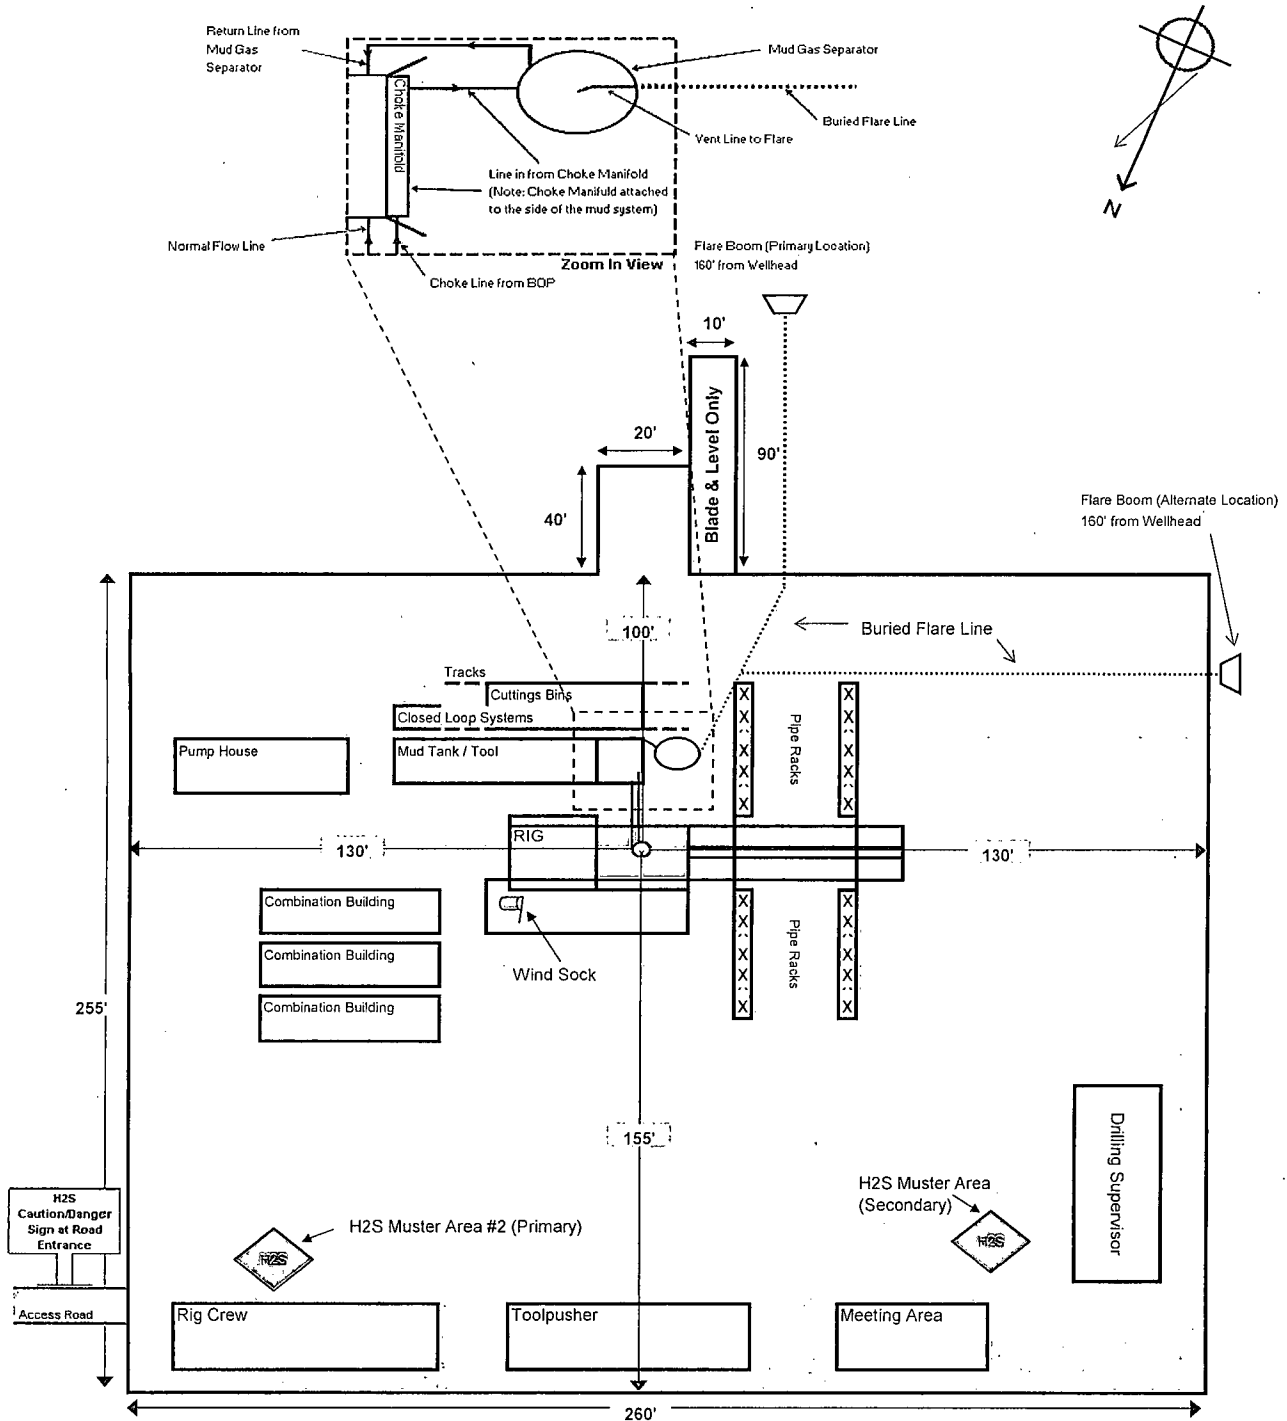 Return Line from
Mud Gas
Separator
Mud Gas Separator
Choke Manifold
Buried Flare Line
Vent Line to Flare
Line in from Choke Manifold
(Note: Choke Manifuld attached
to the side of the mud system)
N
Normal Flow Line
Choke Line from BOP
Zoom In View
Flare Boom (Primary Location)
160' from Wellhead
10'
Blade & Level Only
90'
20'
40'
Flare Boom (Alternate Location)
160' from Wellhead
100'
Buried Flare Line
Tracks
Cuttings Bins
Closed Loop Systems
Pump House
Mud Tank / Tool
X
X
X
X
X
X
X
X
Pipe Racks
RIG
130'
130'
Combination Building
Combination Building
Combination Building
Wind Sock
X
X
X
X
X
X
X
X
Pipe Racks
255'
155'
Drilling Supervisor
H2S Muster Area
(Secondary)
H2S
H2S Muster Area #2 (Primary)
H2S
H2S
Caution/Danger
Sign at Road
Entrance
Access Road
Rig Crew
Toolpusher
Meeting Area
260'